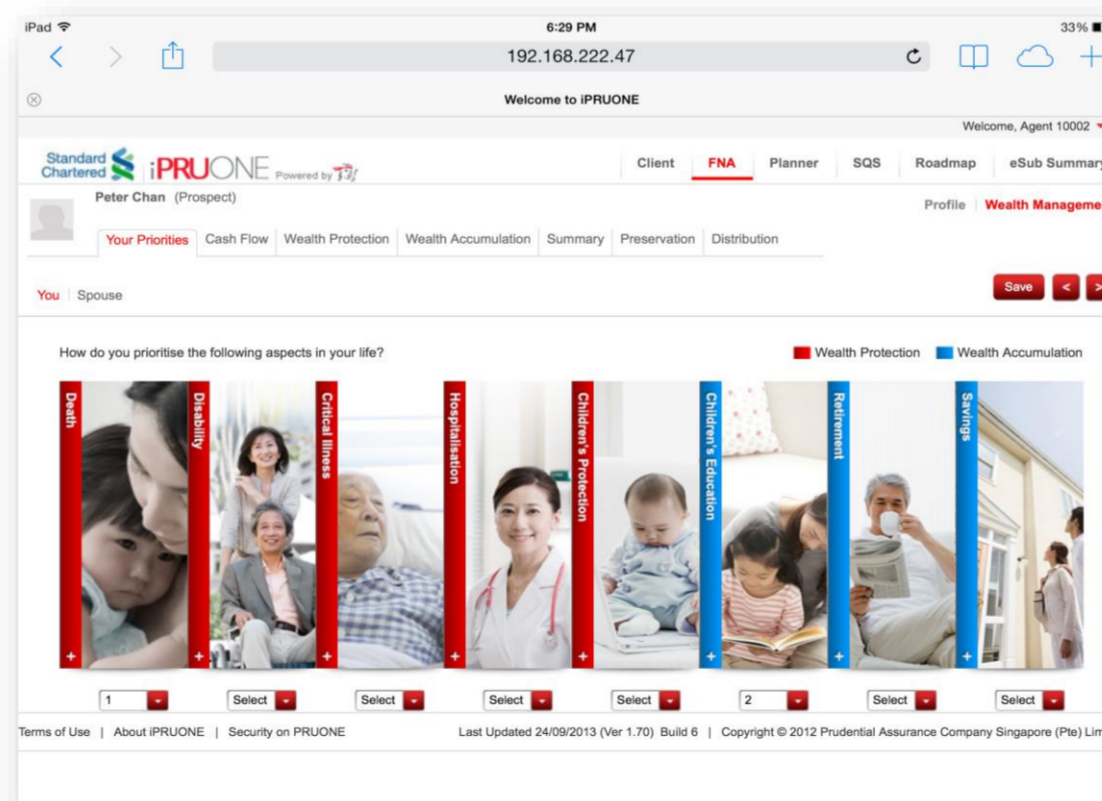 iPad 6:29 PM 33%
192.168.222.47
Welcome to iPRUONE
Welcome, Agent 10002
Standard Chartered iPRUONE Powered by
Client FNA Planner SQS Roadmap eSub Summary
Peter Chan (Prospect)
Profile | Wealth Manageme
Your Priorities Cash Flow Wealth Protection Wealth Accumulation Summary Preservation Distribution
You | Spouse
Save < >
How do you prioritise the following aspects in your life?
Wealth Protection Wealth Accumulation
Death
Disability
Critical Illness
Hospitalisation
Children's Protection
Children's Education
Retirement
Savings
+ + + + + + + +
1 Select Select Select Select 2 Select Select
Terms of Use | About iPRUONE | Security on PRUONE Last Updated 24/09/2013 (Ver 1.70) Build 6 | Copyright © 2012 Prudential Assurance Company Singapore (Pte) Lim